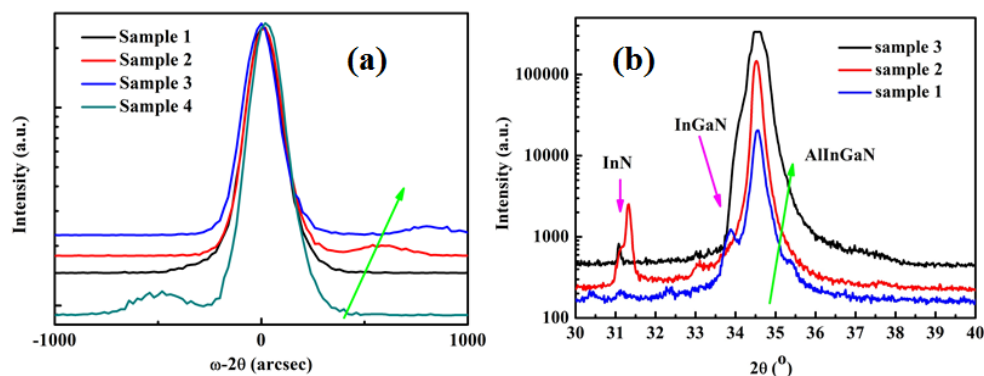 (a)
Sample 1
Sample 2
Sample 3
Sample 4
Intensity (a.u.)
-1000
0
1000
ω-2θ (arcsec)
(b)
sample 3
sample 2
sample 1
InN
InGaN
AlInGaN
Intensity (a.u.)
100000
10000
1000
100
30 31 32 33 34 35 36 37 38 39 40
2θ (°)